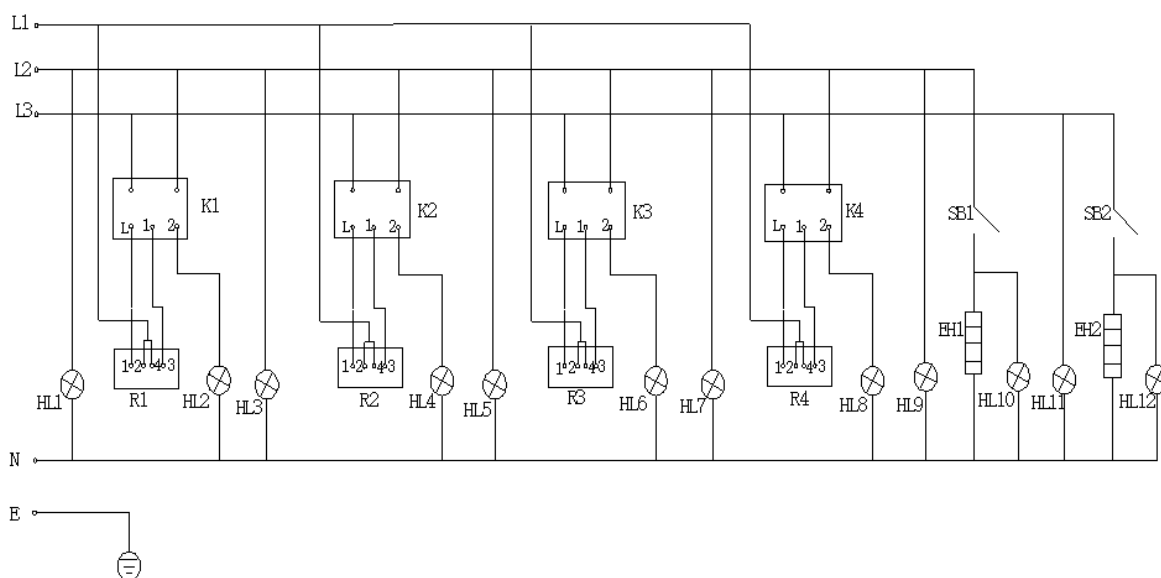 L1
L2
L3
K1
K2
K3
K4
SB1
SB2
L 1 2
L 1 2
L 1 2
L 1 2
EH1
EH2
1 2 4 3
1 2 4 3
1 2 4 3
1 2 4 3
HL1
R1
HL2
HL3
R2
HL4
HL5
R3
HL6
HL7
R4
HL8
HL9
HL10
HL11
HL12
N
E